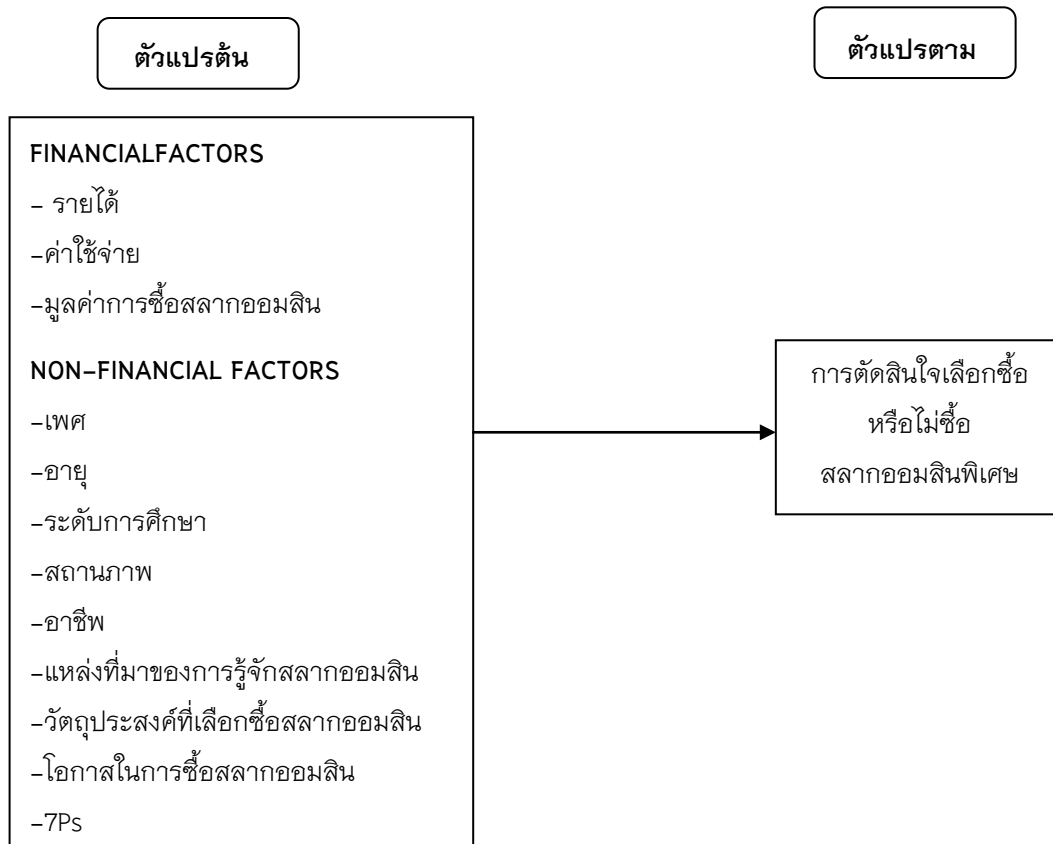 ตัวแปรต้น
ตัวแปรตาม
FINANCIALFACTORS
- รายได้
-ค่าใช้จ่าย
-มูลค่าการซื้อสลากออมสิน
NON-FINANCIAL FACTORS
-เพศ
-อายุ
-ระดับการศึกษา
-สถานภาพ
-อาชีพ
-แหล่งที่มาของการรู้จักสลากออมสิน
-วัตถุประสงค์ที่เลือกซื้อสลากออมสิน
-โอกาสในการซื้อสลากออมสิน
-7Ps
การตัดสินใจเลือกซื้อ
หรือไม่ซื้อ
สลากออมสินพิเศษ